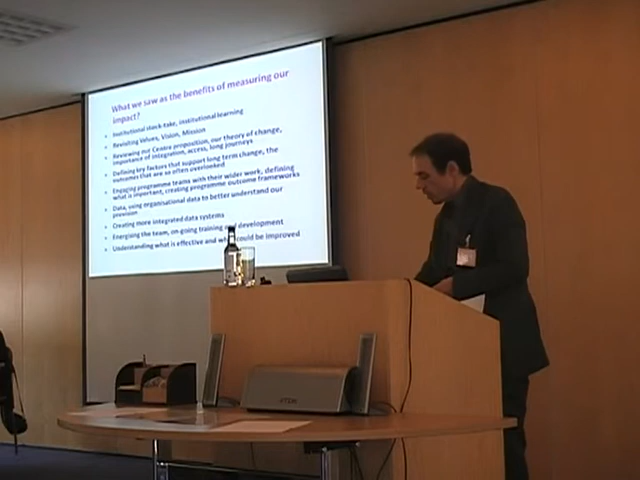 What we saw as the benefits of measuring our
impact?
• Institutional stock-take, institutional learning
• Revisiting Values, Vision, Mission
• Reviewing our Centre proposition, our theory of change,
importance of integration, access, long journeys
• Defining key factors that support long term change, the
outcomes that are so often overlooked
• Engaging programme teams with their wider work, defining
what is important, creating programme outcome frameworks
• Data, using organisational data to better understand our
provision
• Creating more integrated data systems
• Energising the team, on-going training and development
• Understanding what is effective and what could be improved
TDK